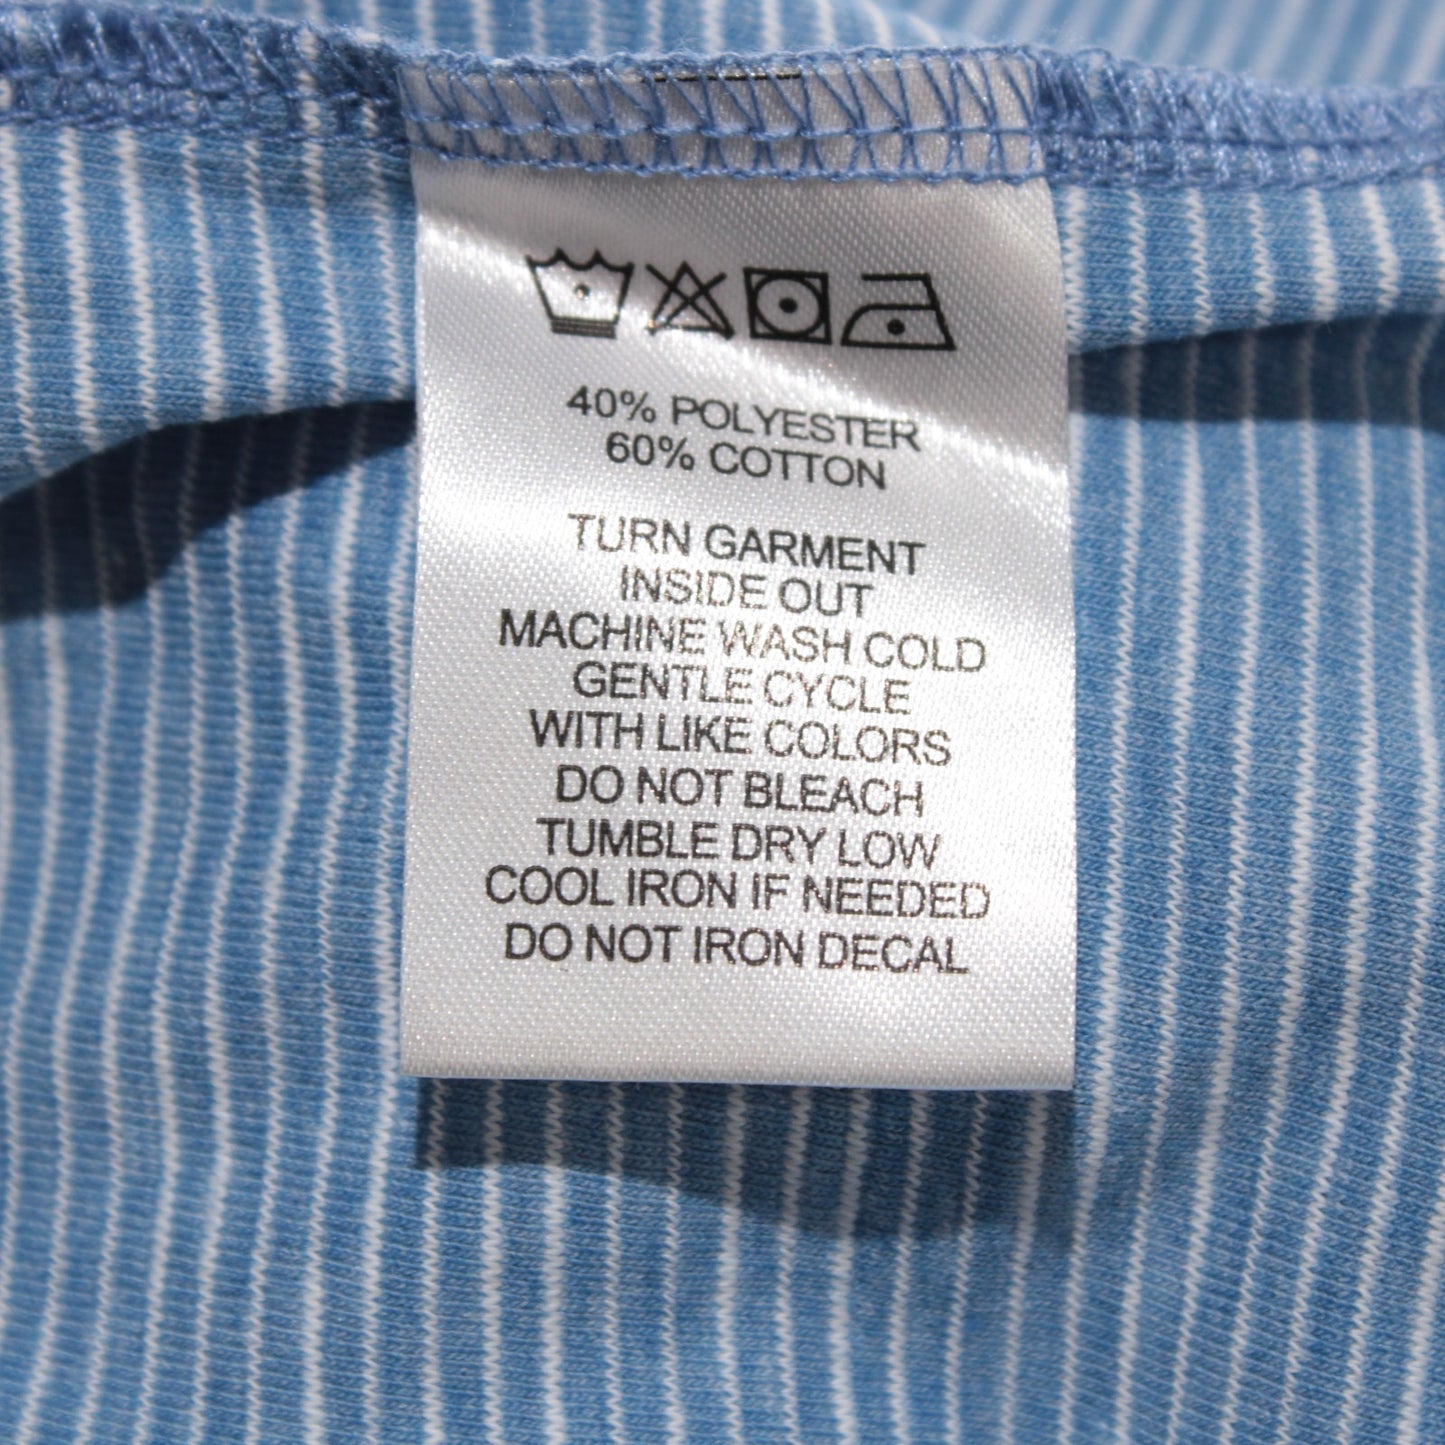 40% POLYESTER
60% COTTON
TURN GARMENT
INSIDE OUT
MACHINE WASH COLD
GENTLE CYCLE
WITH LIKE COLORS
DO NOT BLEACH
TUMBLE DRY LOW
COOL IRON IF NEEDED
DO NOT IRON DECAL